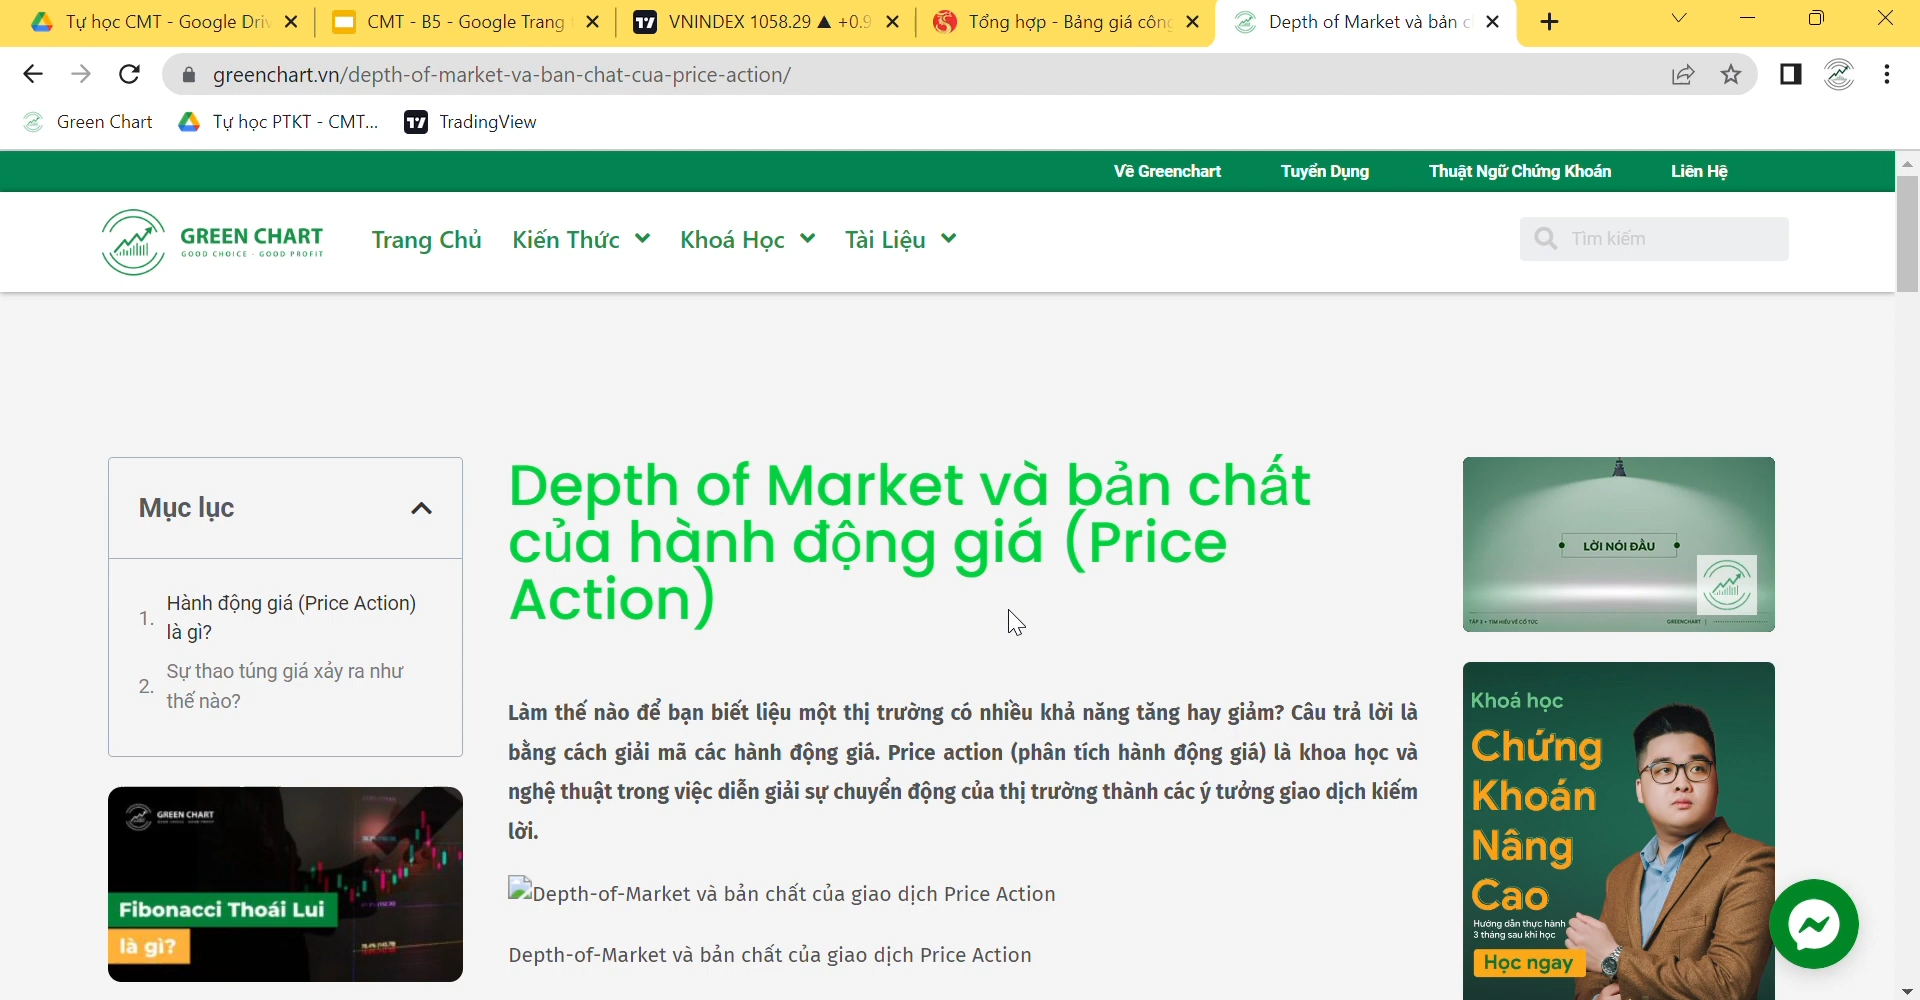 Tự học CMT - Google Driv
CMT - B5 - Google Trang
VNINDEX 1058.29 ▲ +0.9
Tổng hợp - Bảng giá côn
Depth of Market và bản c
greenchart.vn/depth-of-market-va-ban-chat-cua-price-action/
Green Chart
Tự học PTKT - CMT...
TradingView
Về Greenchart
Tuyển Dụng
Thuật Ngữ Chứng Khoán
Liên Hệ
GREEN CHART
GOOD CHOICE - GOOD PROFIT
Trang Chủ
Kiến Thức
Khoá Học
Tài Liệu
Tìm kiếm
Mục lục
1. Hành động giá (Price Action)
là gì?
2. Sự thao túng giá xảy ra như
thế nào?
GREEN CHART
Fibonacci Thoái Lui
là gì?
Depth of Market và bản chất
của hành động giá (Price
Action)
Làm thế nào để bạn biết liệu một thị trường có nhiều khả năng tăng hay giảm? Câu trả lời là
bằng cách giải mã các hành động giá. Price action (phân tích hành động giá) là khoa học và
nghệ thuật trong việc diễn giải sự chuyển động của thị trường thành các ý tưởng giao dịch kiếm
lời.
Depth-of-Market và bản chất của giao dịch Price Action
Depth-of-Market và bản chất của giao dịch Price Action
LỜI NÓI ĐẦU
TẬP 3 • TÌM HIỂU VỀ CỔ TỨC
GREENCHART
Khoá học
Chứng
Khoán
Nâng
Cao
Hướng dẫn thực hành
3 tháng sau khi học
Học ngay